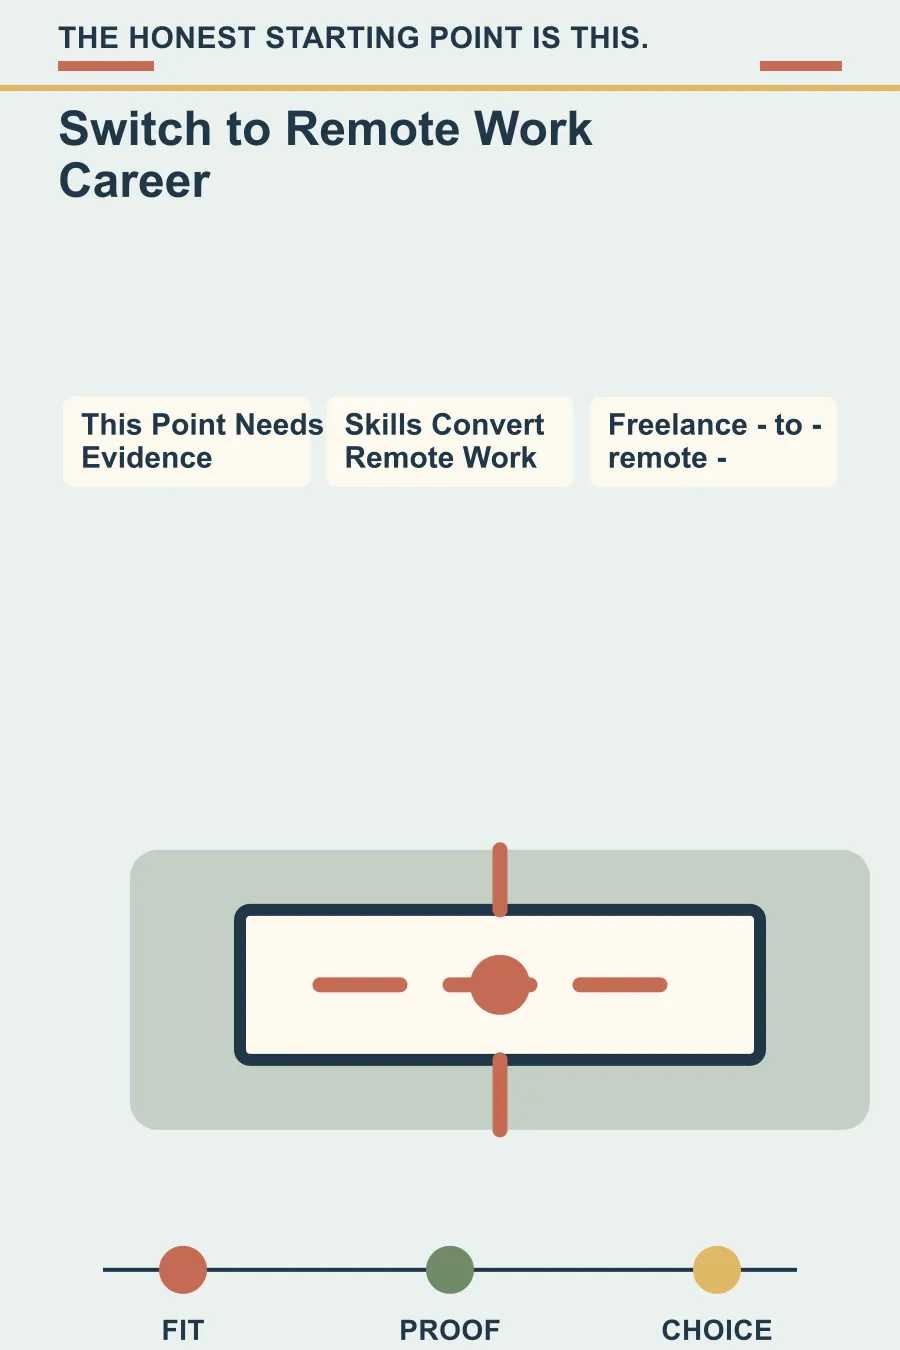 THE HONEST STARTING POINT IS THIS.
Switch to Remote Work
Career
This Point Needs
Evidence
Skills Convert
Remote Work
Freelance - to -
remote -
FIT
PROOF
CHOICE